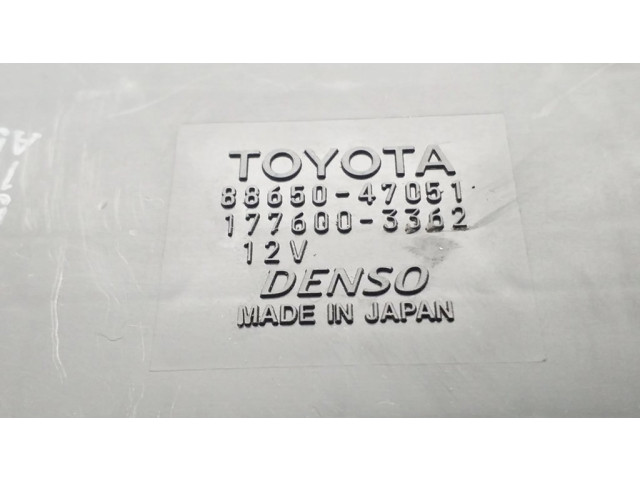 TOYOTA
88650-47051
177600-3362
12V
DENSO
MADE IN JAPAN